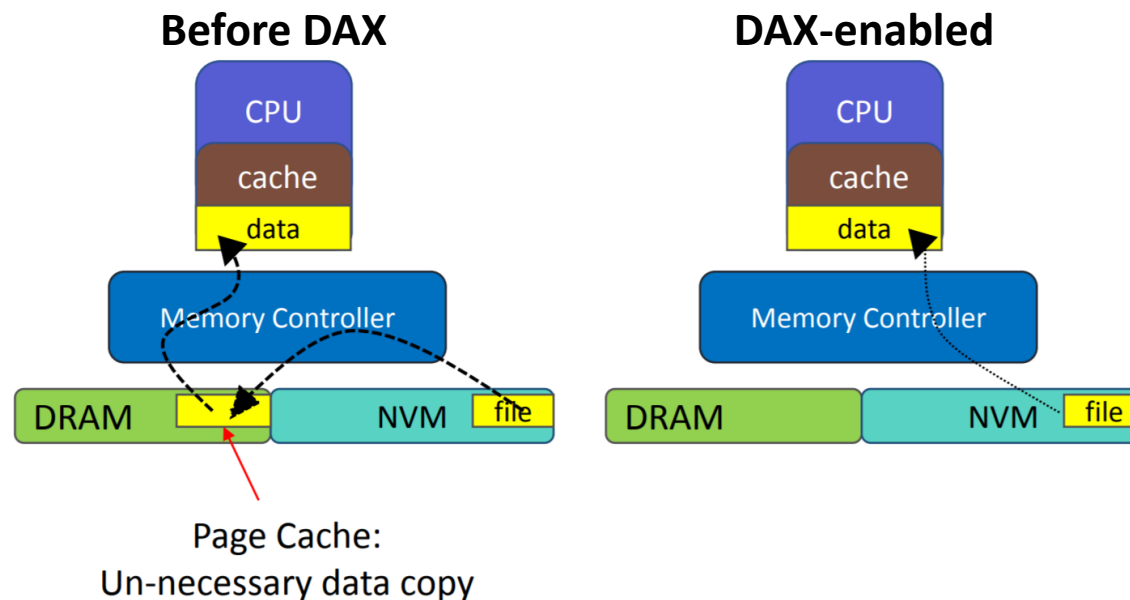 Before DAX
CPU
cache
data
Memory Controller
DRAM
NVM
file
Page Cache:
Un-necessary data copy
DAX-enabled
CPU
cache
data
Memory Controller
DRAM
NVM
file